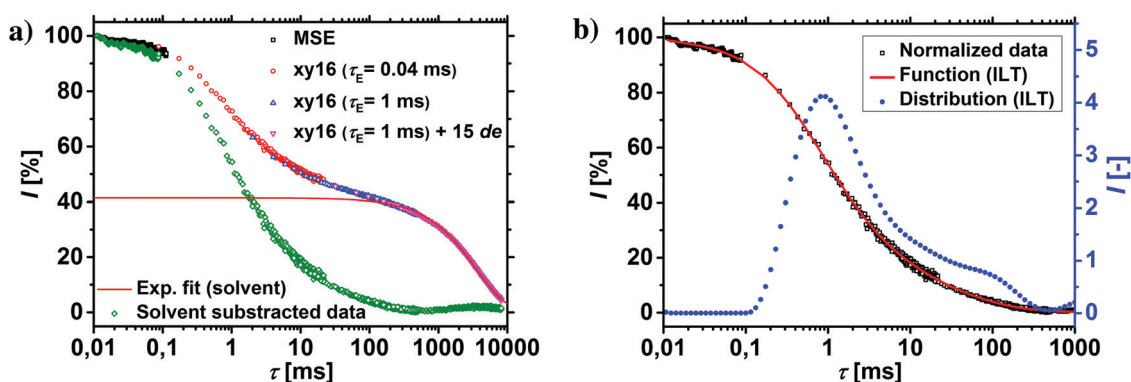 a)
I [%]
100
80
60
40
20
0
MSE
xy16 (τE= 0.04 ms)
xy16 (τE= 1 ms)
xy16 (τE= 1 ms) + 15 de
Exp. fit (solvent)
Solvent substracted data
0,01 0,1 1 10 100 1000 10000
τ [ms]
b)
I [%]
100
80
60
40
20
0
Normalized data
Function (ILT)
Distribution (ILT)
5
4
3
2
1
0
I [-]
0,01 0,1 1 10 100 1000
τ [ms]